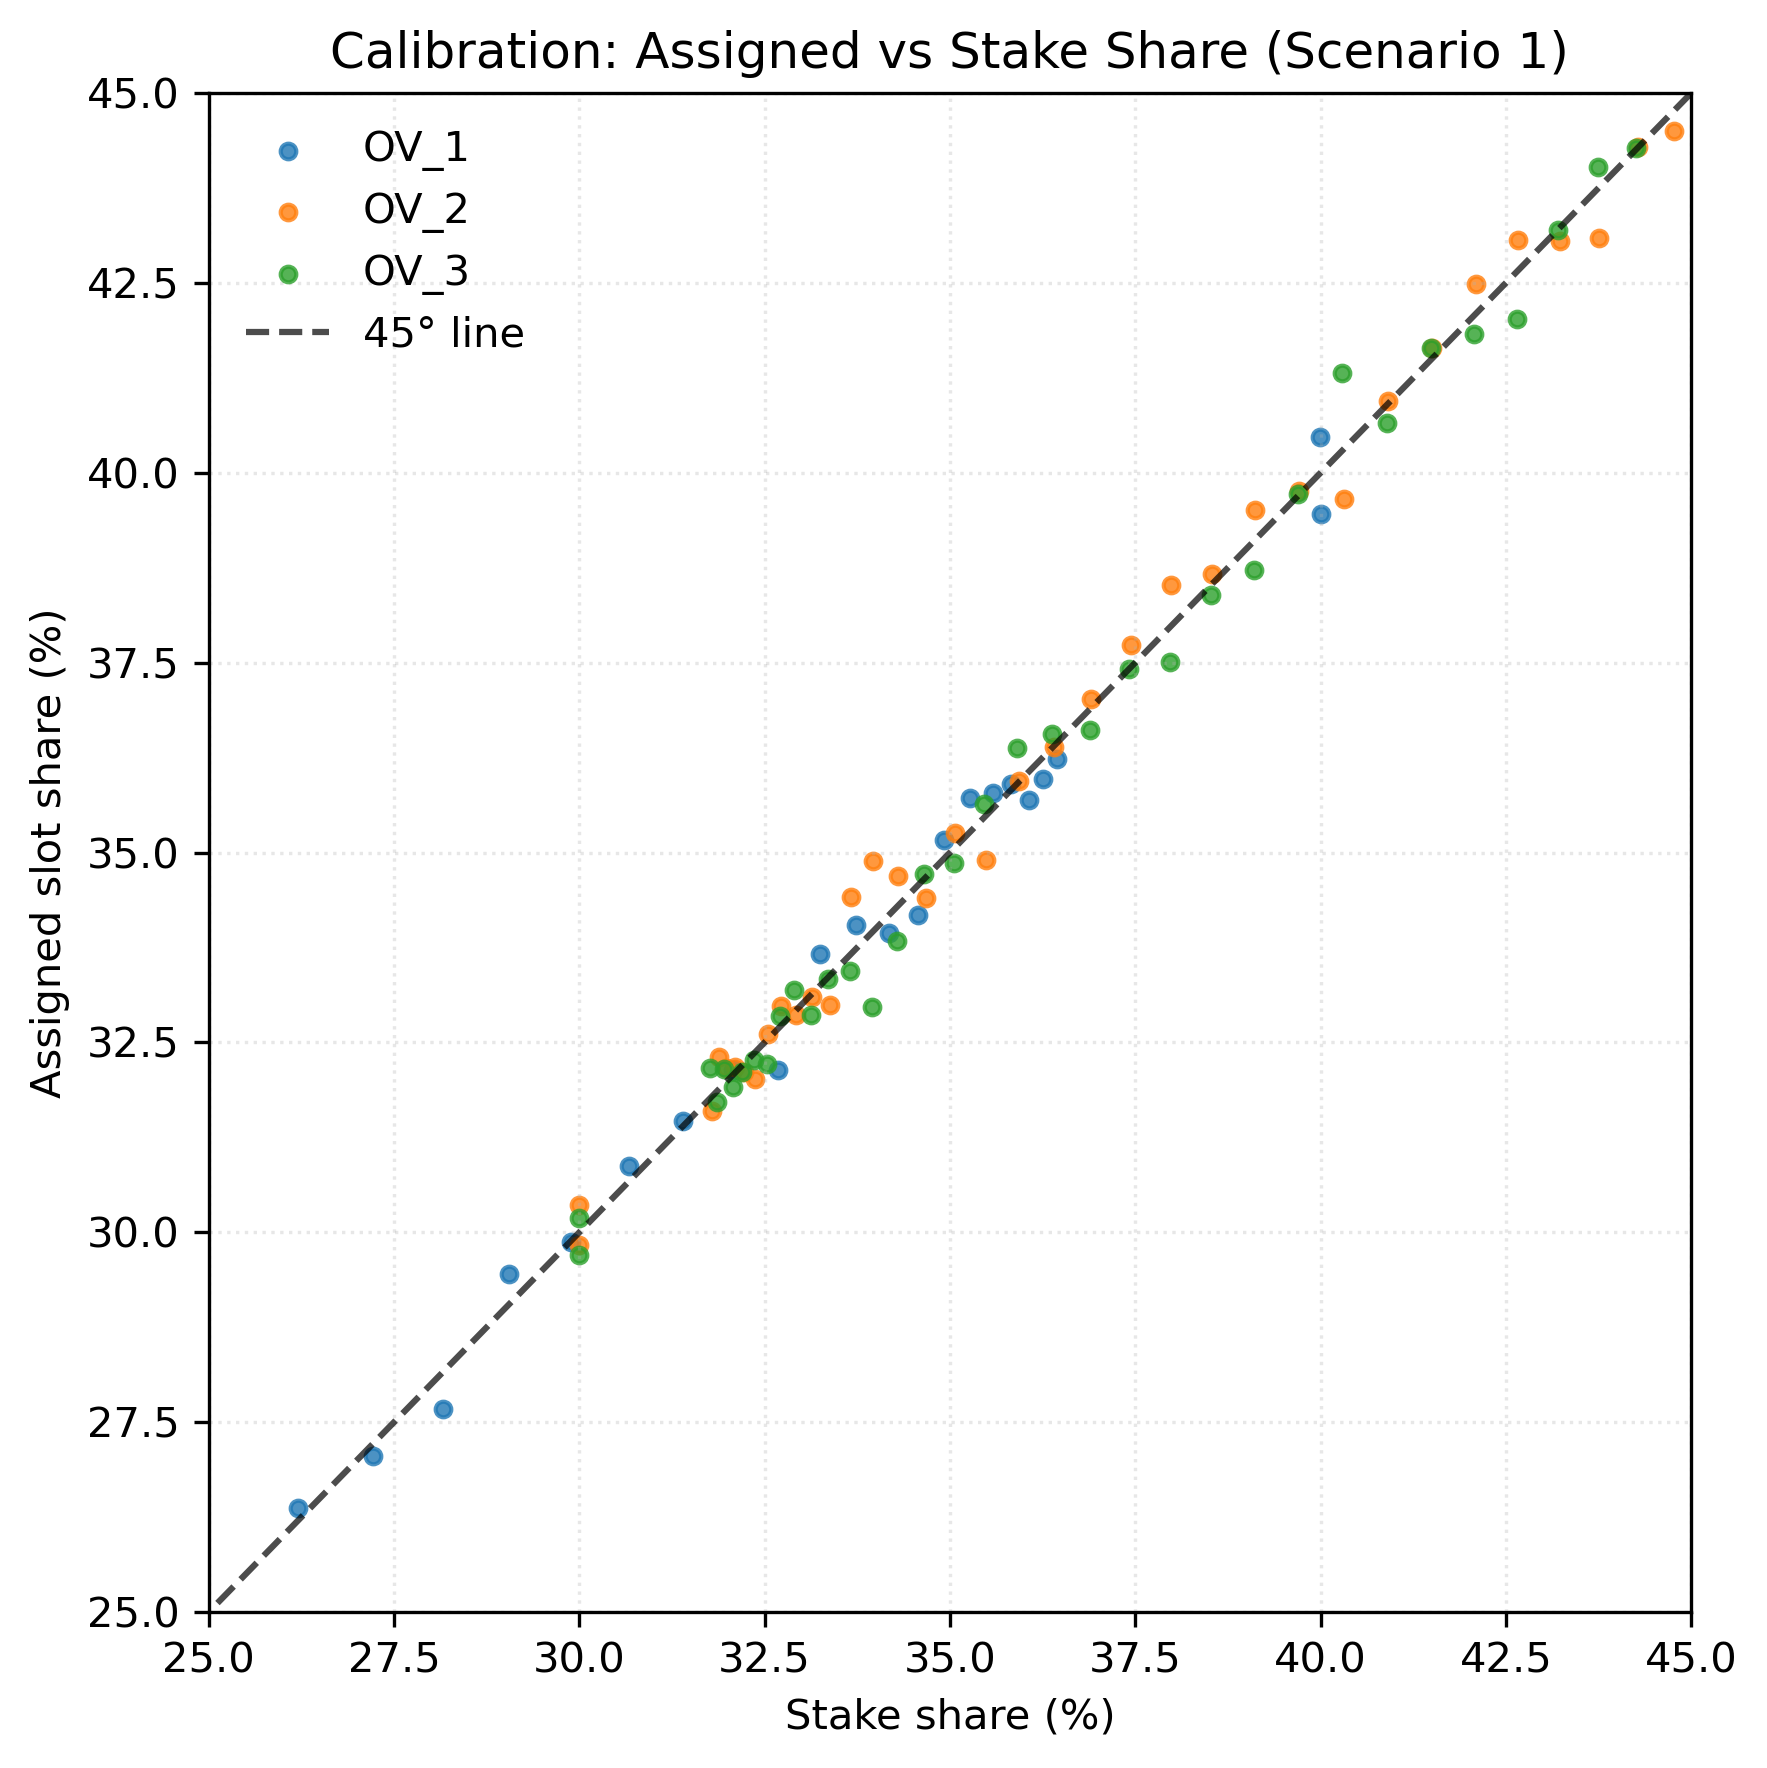 Calibration: Assigned vs Stake Share (Scenario 1)
45.0
42.5
40.0
37.5
35.0
32.5
30.0
27.5
25.0
Assigned slot share (%)
OV_1
OV_2
OV_3
45° line
25.0 27.5 30.0 32.5 35.0 37.5 40.0 42.5 45.0
Stake share (%)